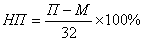 НП = (П − М) / 32 × 100%